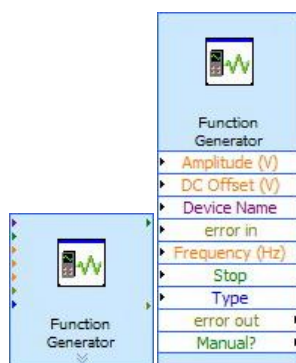 Function
Generator
Function
Generator
Amplitude (V)
DC Offset (V)
Device Name
error in
Frequency (Hz)
Stop
Type
error out
Manual?